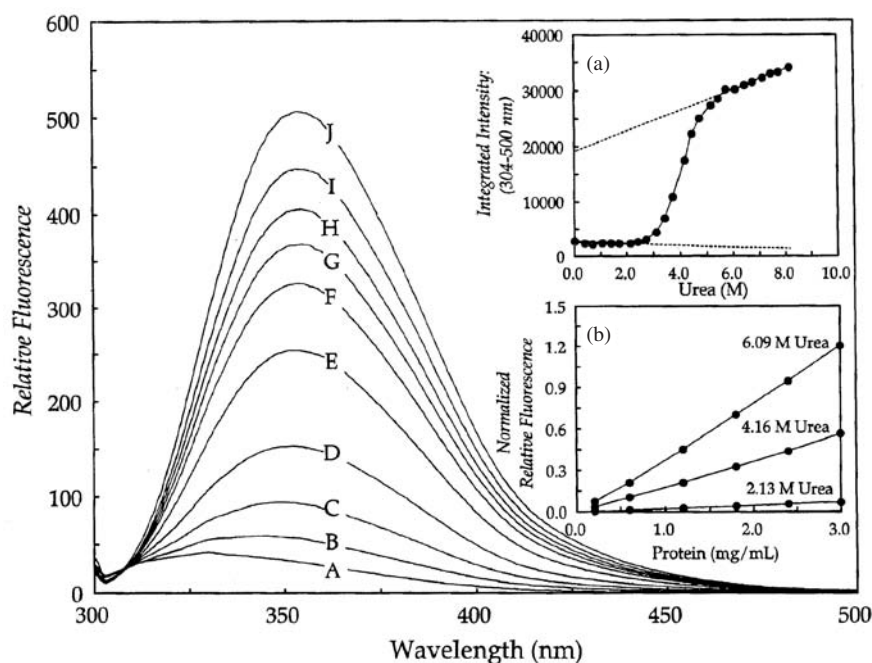 600
500
400
300
200
100
0
300
350
400
450
500
Relative Fluorescence
Wavelength (nm)
J
I
H
G
F
E
D
C
B
A
(a)
40000
30000
20000
10000
0
0.0 2.0 4.0 6.0 8.0 10.0
Integrated Intensity:
(304-500 nm)
Urea (M)
(b)
1.5
1.2
0.9
0.6
0.3
0.0
0.0 1.0 2.0 3.0
Normalized
Relative Fluorescence
6.09 M Urea
4.16 M Urea
2.13 M Urea
Protein (mg/mL)